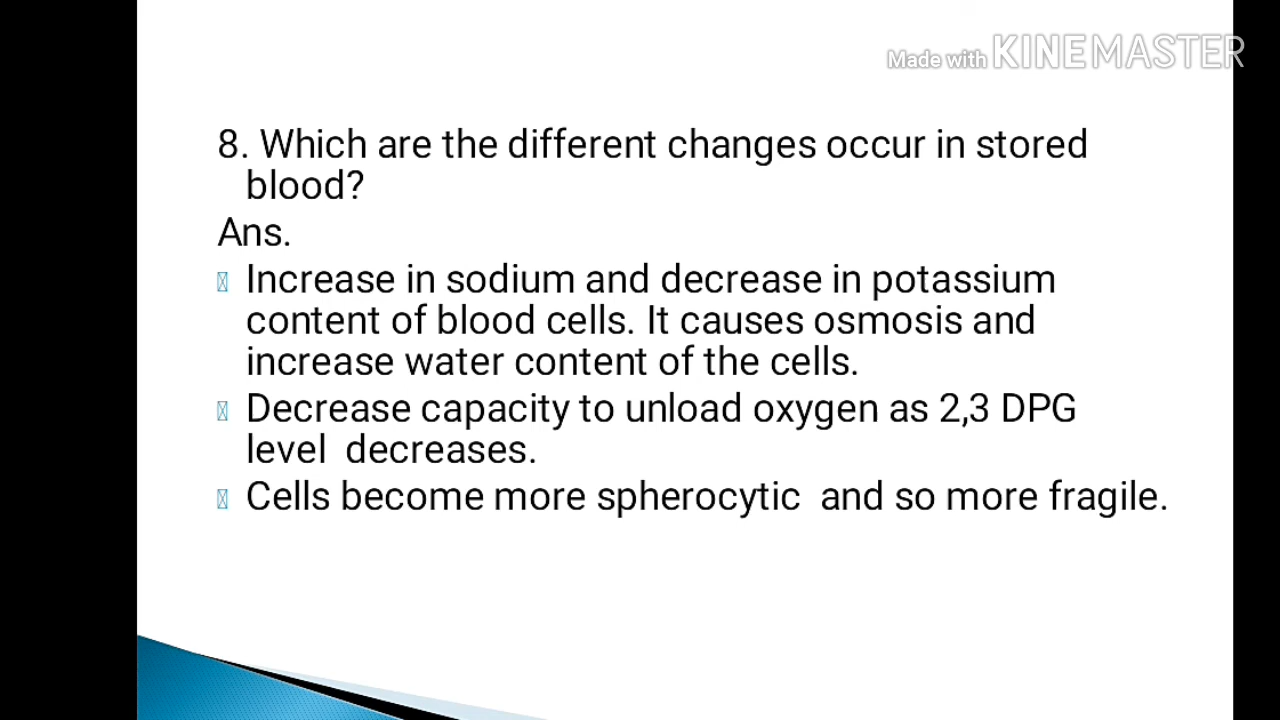 Made with KINEMASTER
8. Which are the different changes occur in stored
blood?
Ans.
Increase in sodium and decrease in potassium
content of blood cells. It causes osmosis and
increase water content of the cells.
Decrease capacity to unload oxygen as 2,3 DPG
level decreases.
Cells become more spherocytic and so more fragile.